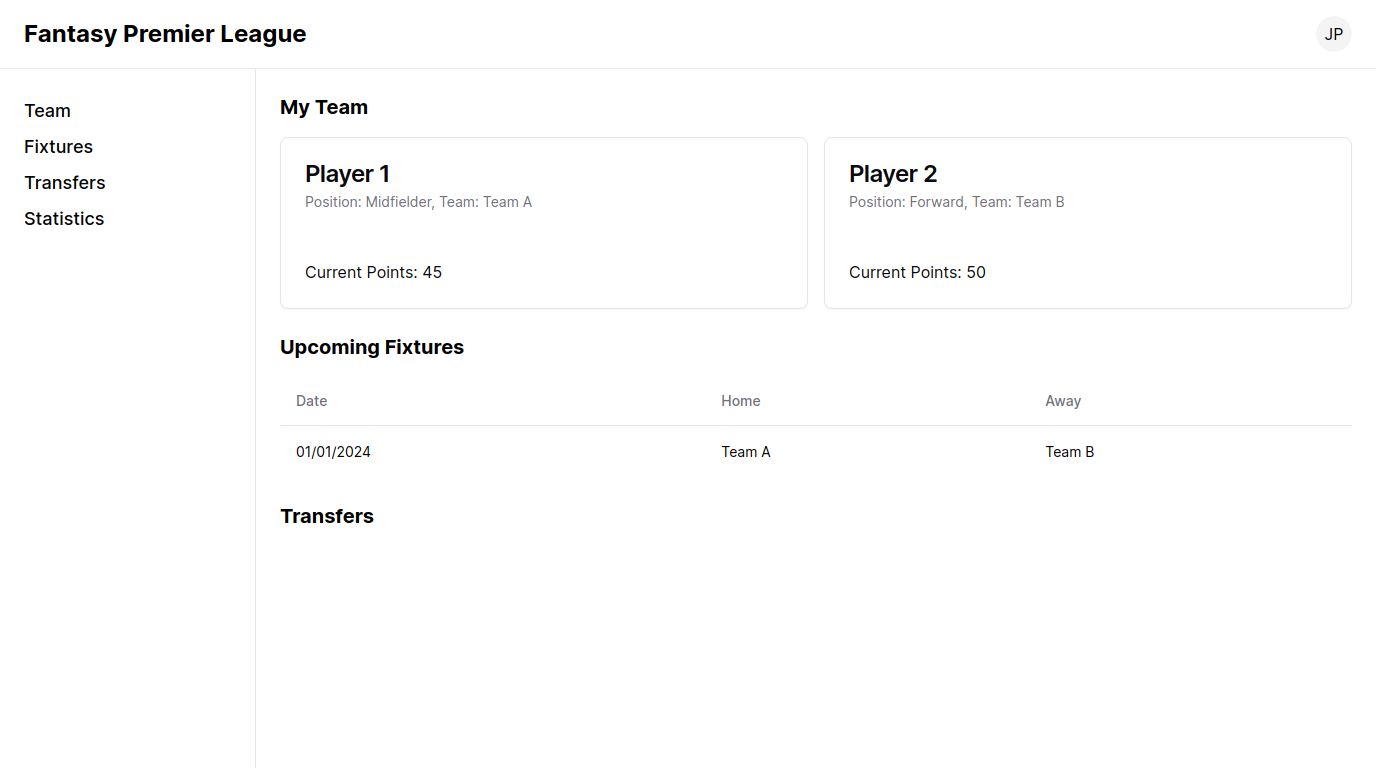 Fantasy Premier League
JP
Team
Fixtures
Transfers
Statistics
My Team
Player 1
Position: Midfielder, Team: Team A
Current Points: 45
Player 2
Position: Forward, Team: Team B
Current Points: 50
Upcoming Fixtures
Date Home Away
01/01/2024 Team A Team B
Transfers